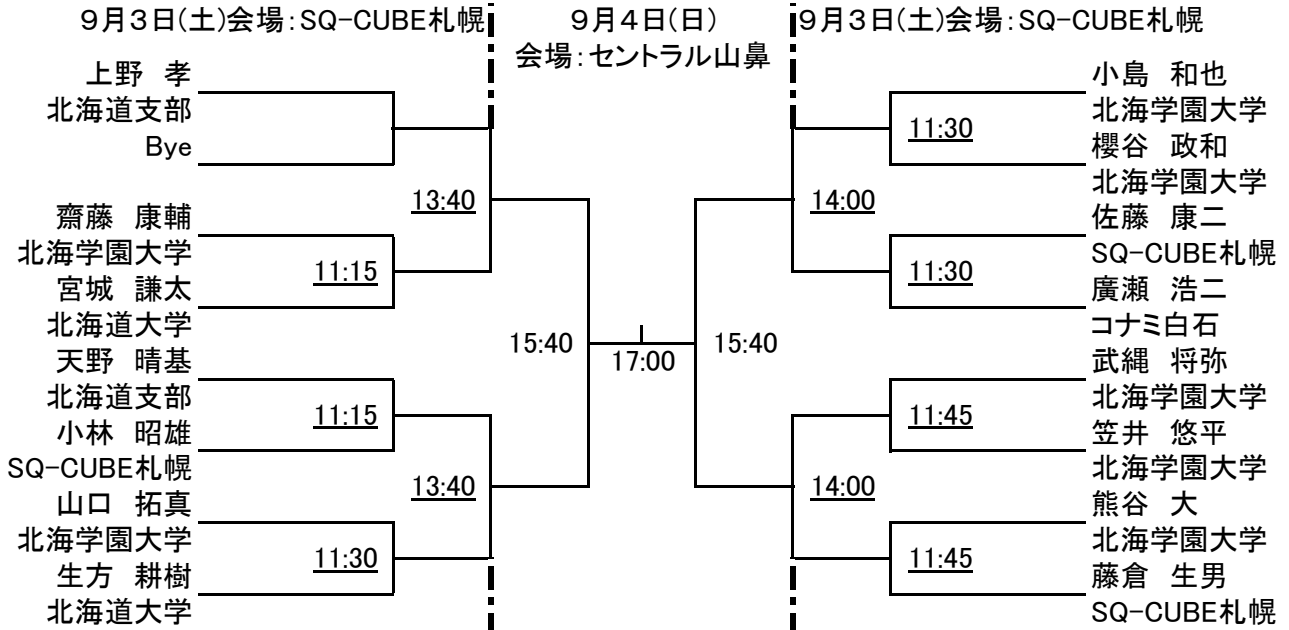 9月3日(土)会場:SQ-CUBE札幌
9月4日(日)
会場:セントラル山鼻
9月3日(土)会場:SQ-CUBE札幌
上野 孝
北海道支部
Bye
13:40
齋藤 康輔
北海学園大学
11:15
宮城 謙太
北海道大学
天野 晴基
北海道支部
11:15
小林 昭雄
SQ-CUBE札幌
13:40
山口 拓真
北海学園大学
11:30
生方 耕樹
北海道大学
15:40
17:00
15:40
小島 和也
北海学園大学
11:30
櫻谷 政和
北海学園大学
14:00
佐藤 康二
SQ-CUBE札幌
11:30
廣瀬 浩二
コナミ白石
武縄 将弥
北海学園大学
11:45
笠井 悠平
北海学園大学
14:00
熊谷 大
北海学園大学
11:45
藤倉 生男
SQ-CUBE札幌